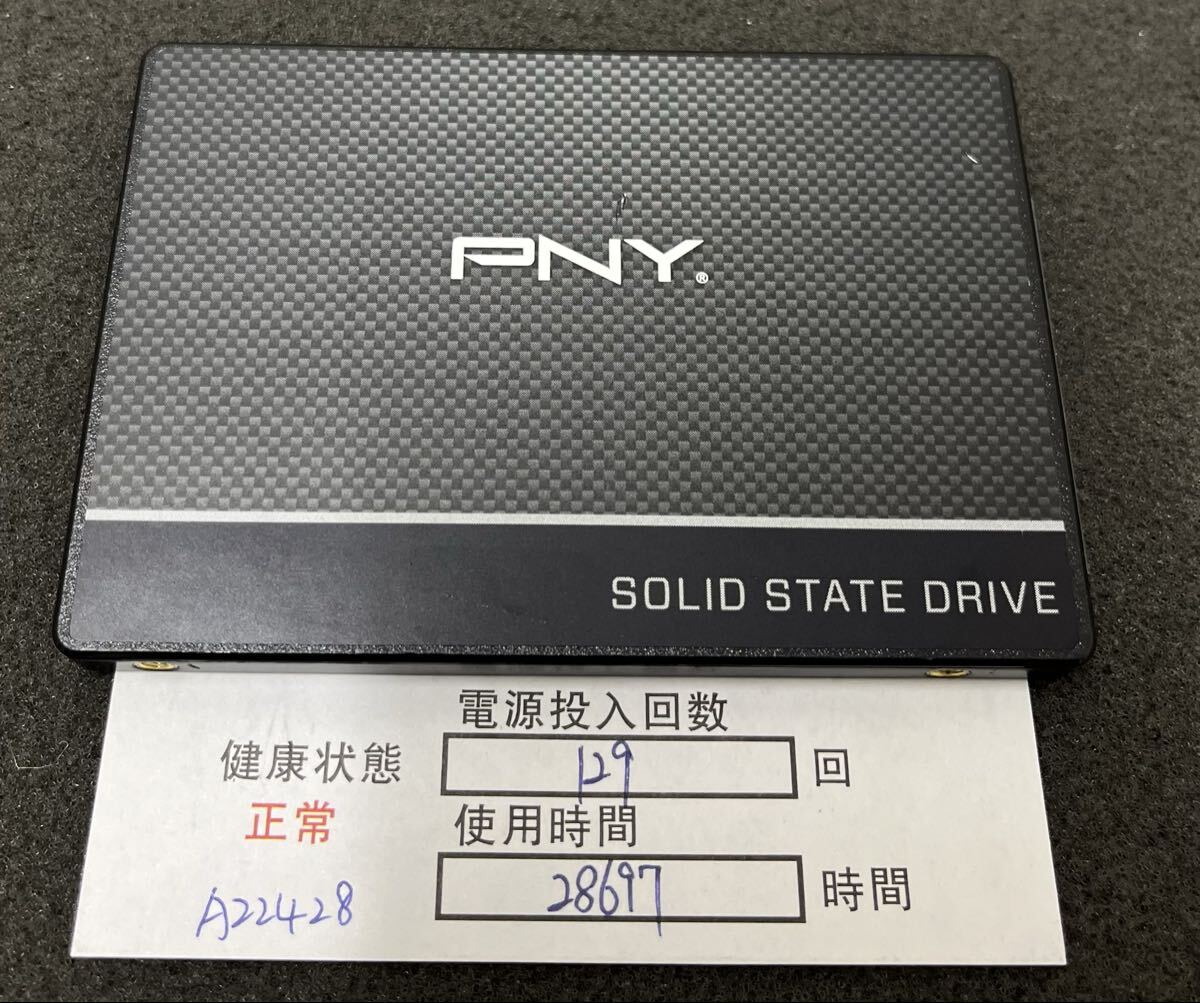 PNY®
SOLID STATE DRIVE
電源投入回数
健康状態 129 回
正常 使用時間
A22428 28697 時間